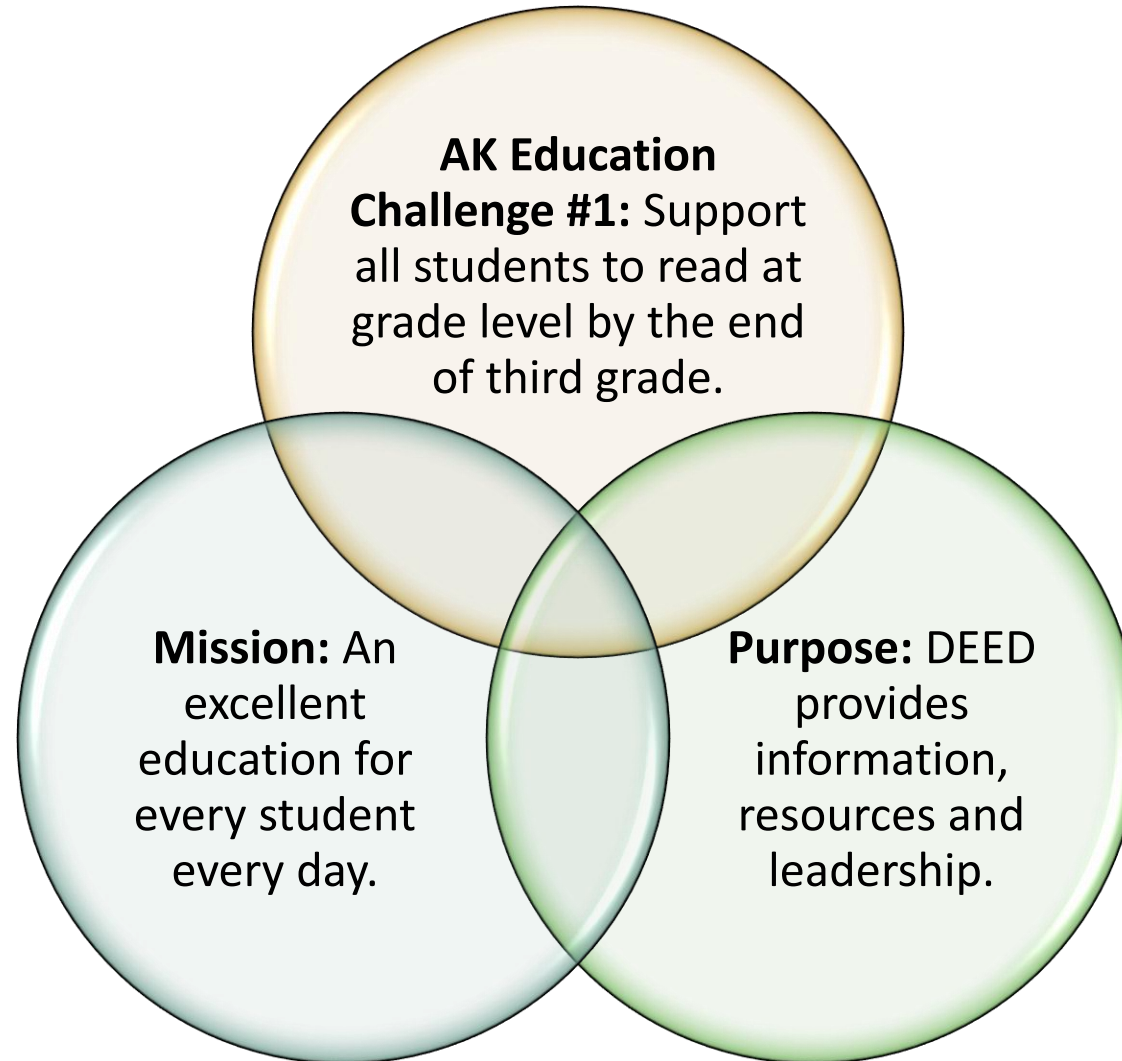 AK Education
Challenge #1: Support
all students to read at
grade level by the end
of third grade.
Mission: An
excellent
education for
every student
every day.
Purpose: DEED
provides
information,
resources and
leadership.